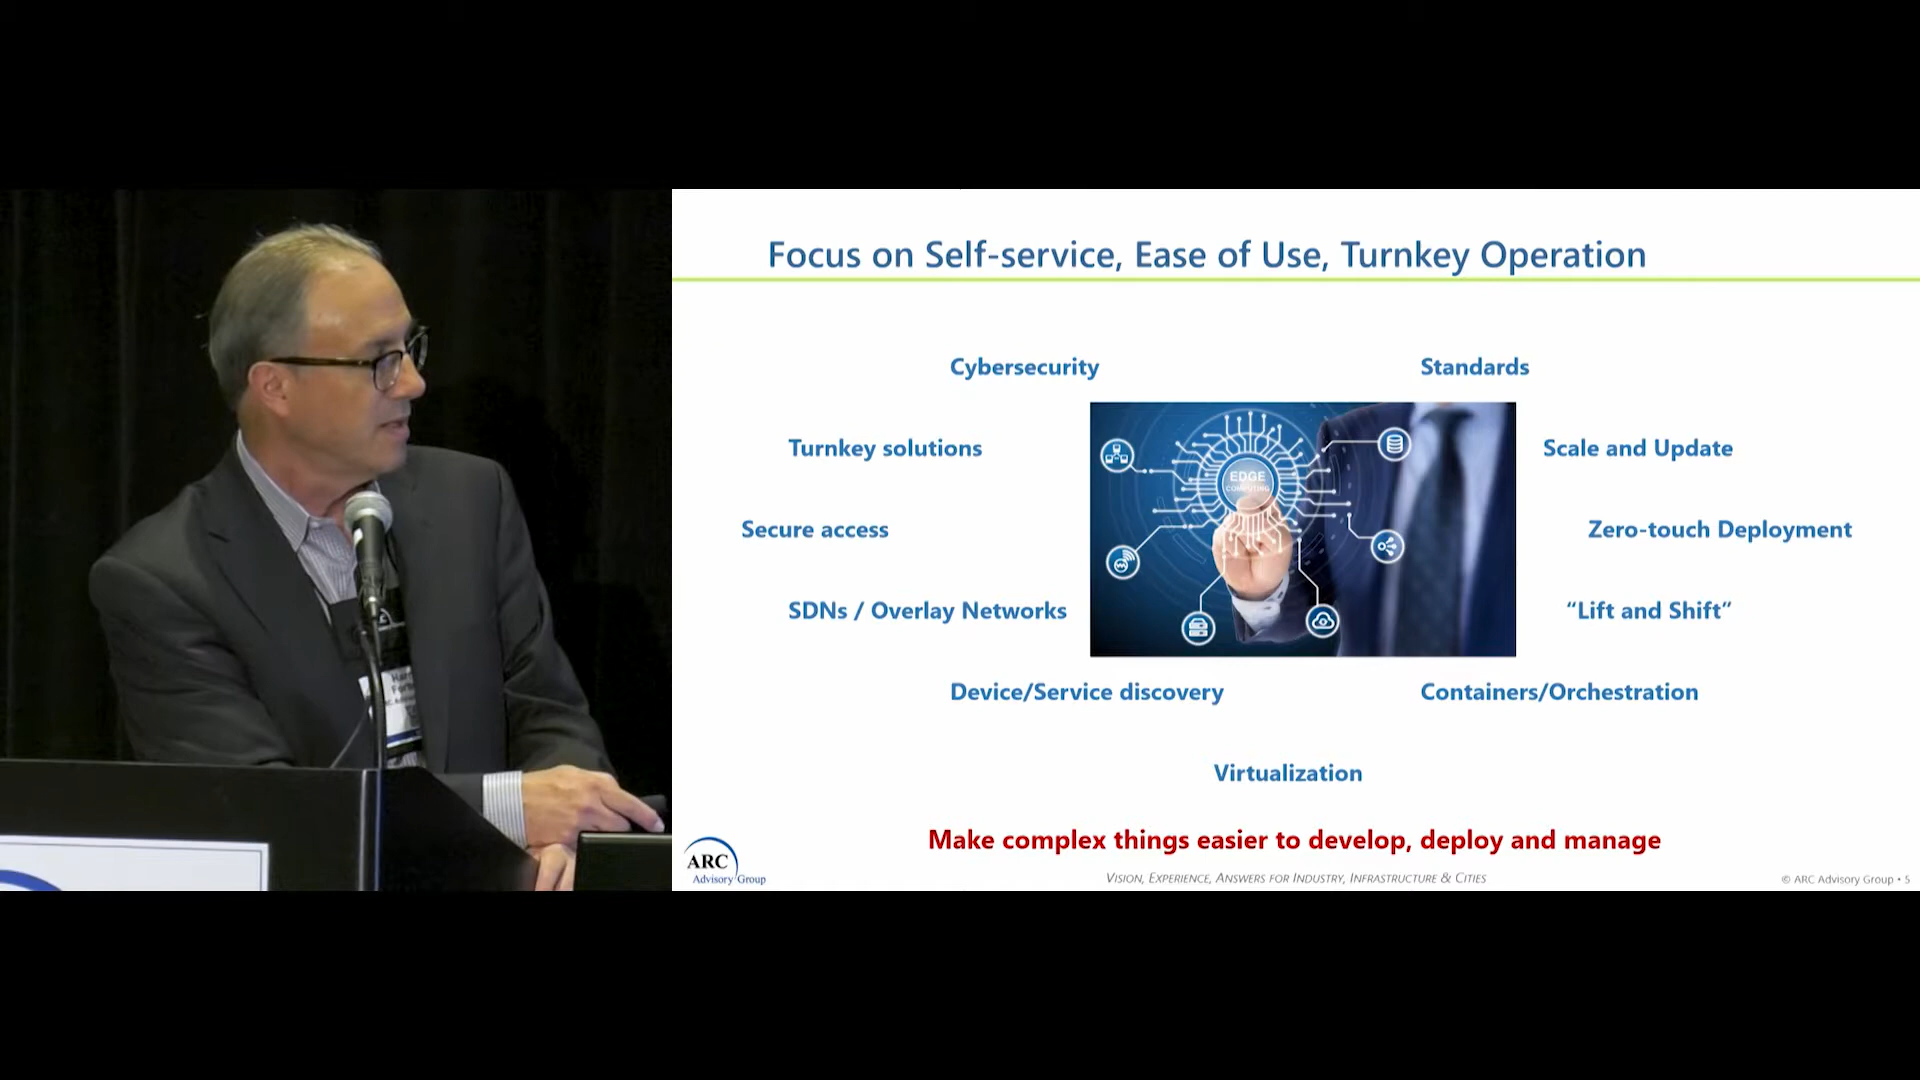 Focus on Self-service, Ease of Use, Turnkey Operation
Cybersecurity
Standards
Turnkey solutions
Scale and Update
EDGE
COMPUTING
Secure access
Zero-touch Deployment
SDNs / Overlay Networks
“Lift and Shift”
Device/Service discovery
Containers/Orchestration
Virtualization
Make complex things easier to develop, deploy and manage
ARC
Advisory Group
VISION, EXPERIENCE, ANSWERS FOR INDUSTRY, INFRASTRUCTURE & CITIES
© ARC Advisory Group • 5